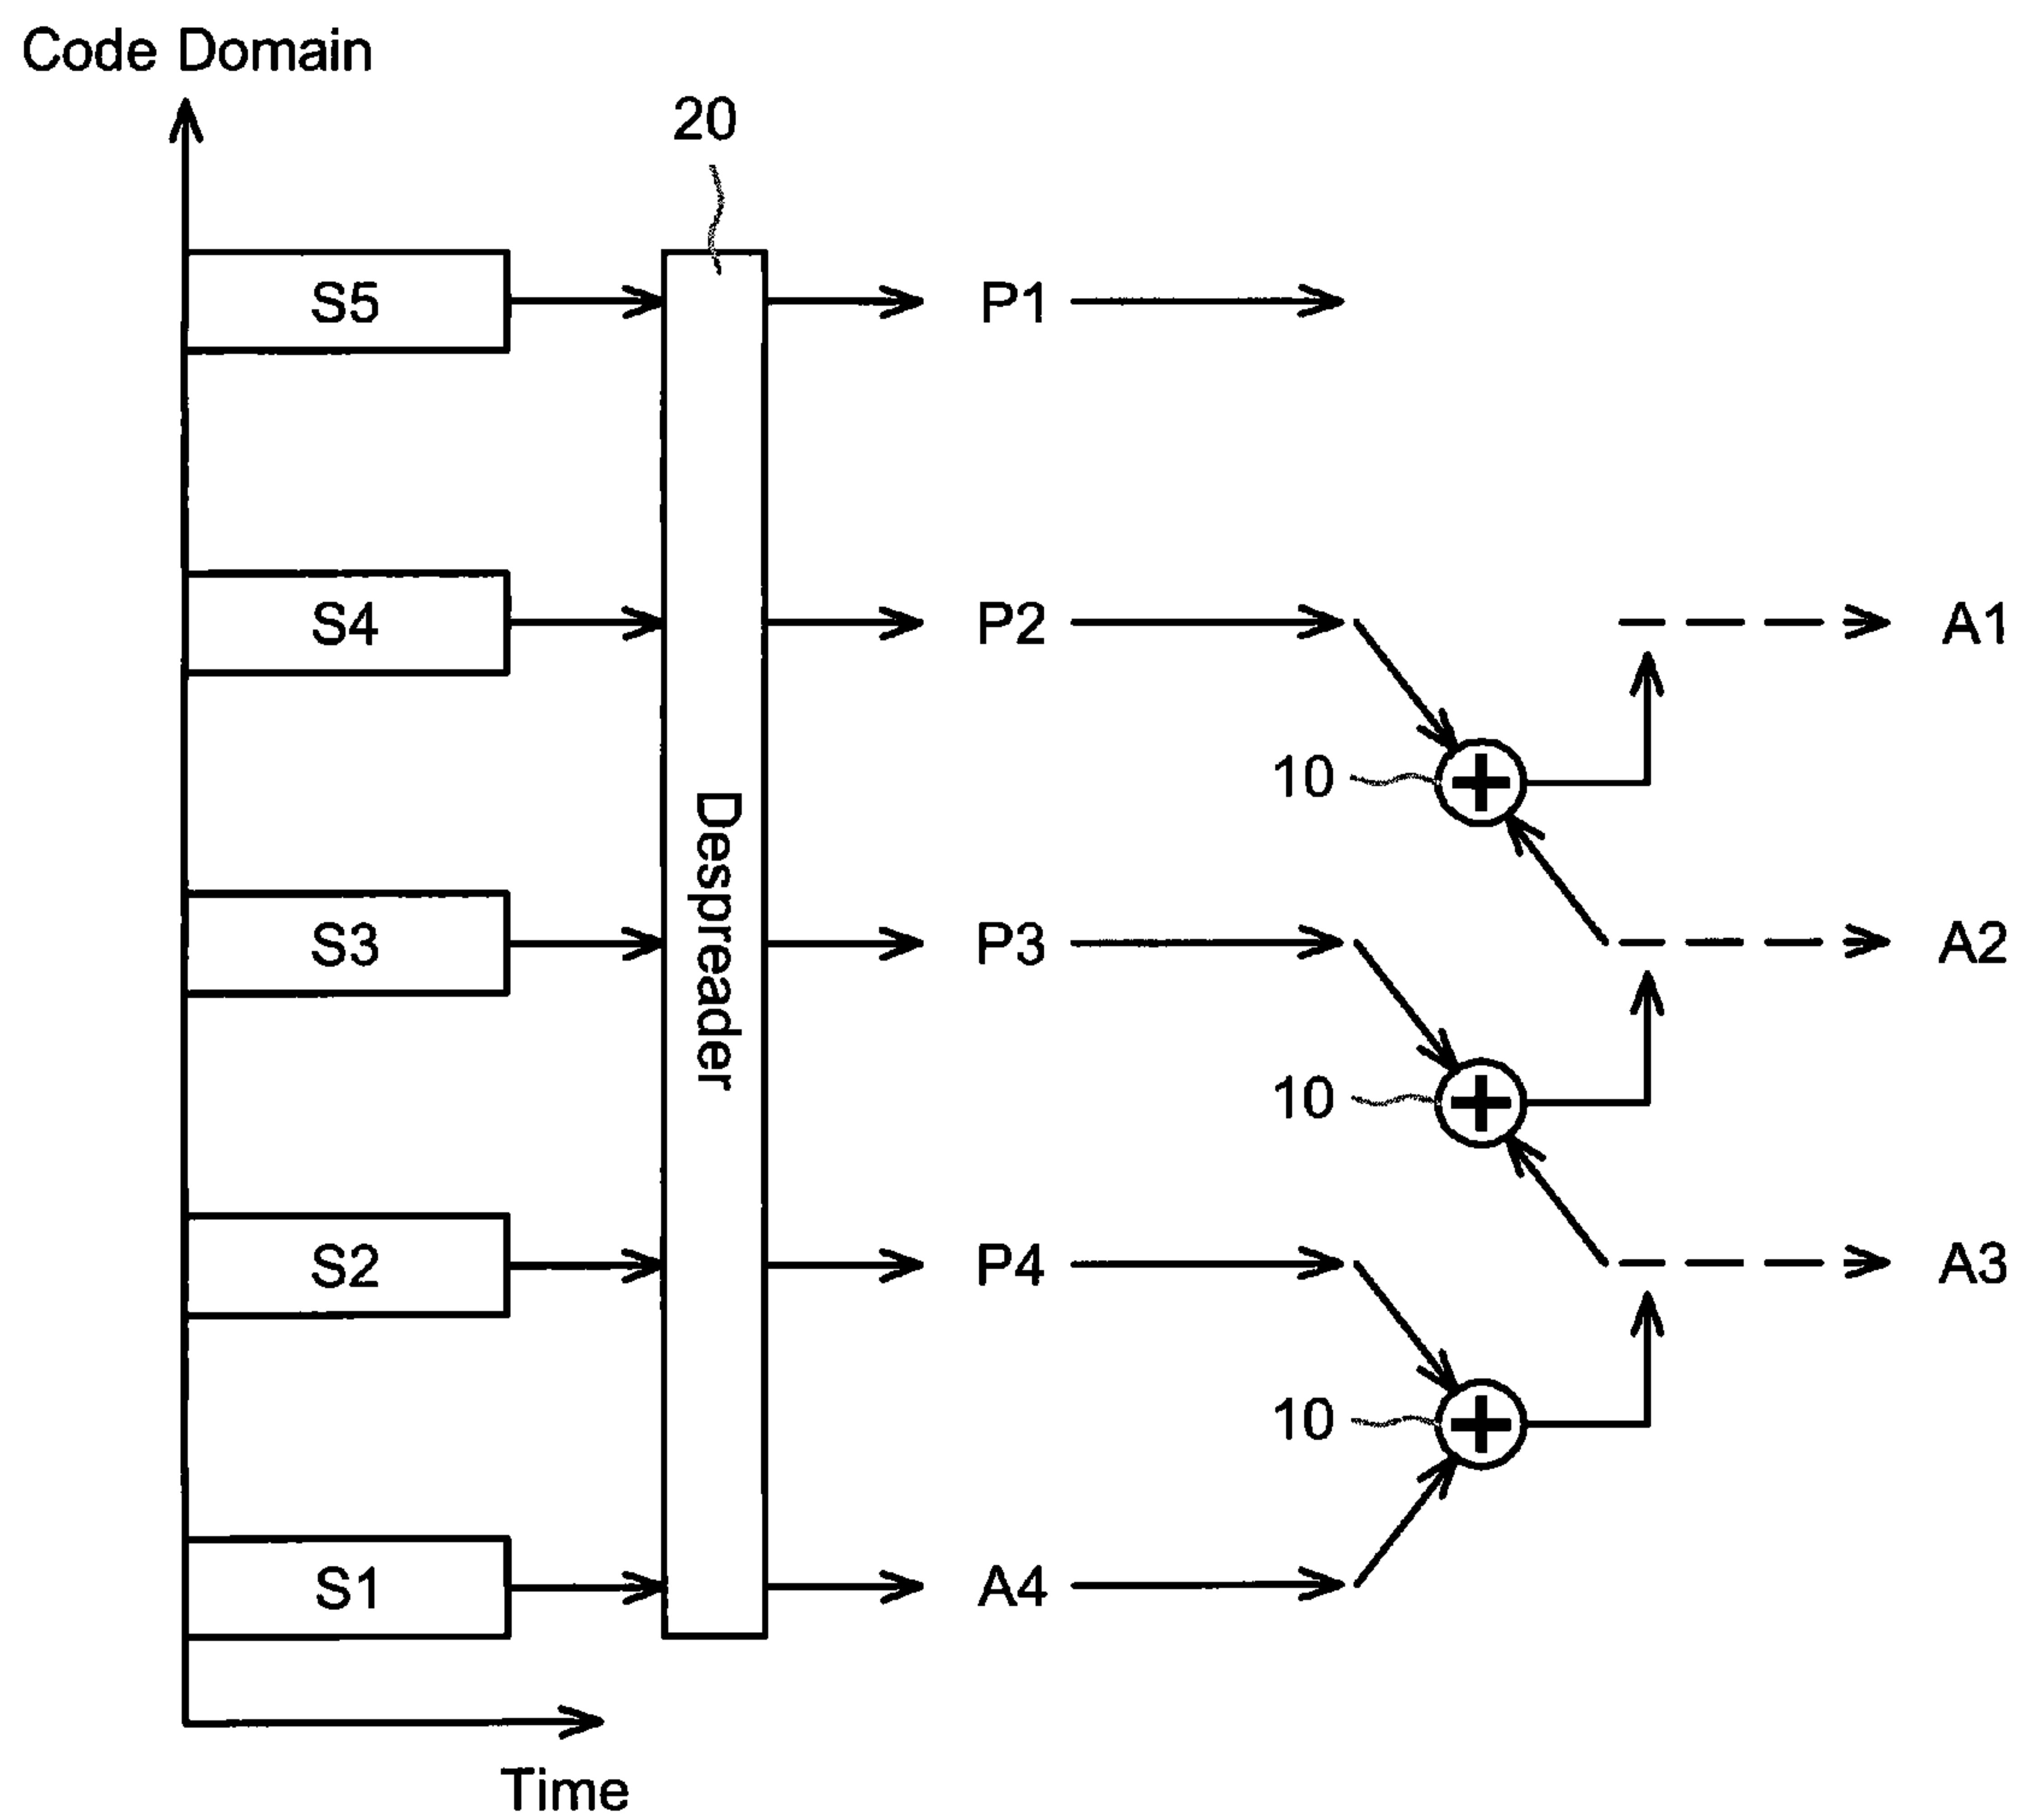 Code Domain
20
S5 P1
S4 P2 A1
10
S3 P3 A2
Despreader
10
S2 P4 A3
10
S1 A4
Time